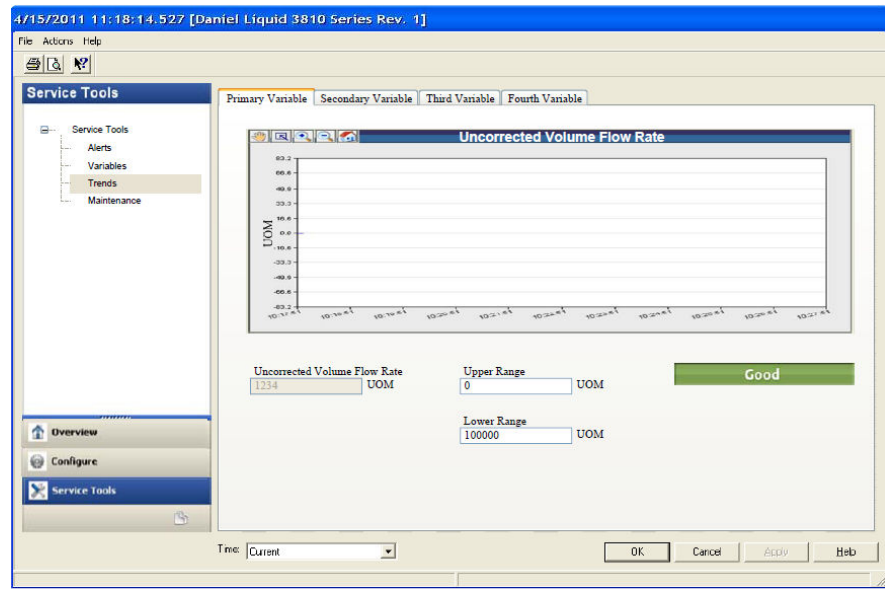 4/15/2011 11:18:14.527 [Daniel Liquid 3810 Series Rev. 1]
File Actions Help
Service Tools
Service Tools
Alerts
Variables
Trends
Maintenance
Overview
Configure
Service Tools
Primary Variable Secondary Variable Third Variable Fourth Variable
Uncorrected Volume Flow Rate
UOM
83.2
66.6
49.9
33.3
16.6
0.0
-16.6
-33.3
-49.9
-66.6
-83.2
Uncorrected Volume Flow Rate
1234 UOM
Upper Range
0 UOM
Good
Lower Range
100000 UOM
Time: Current
OK Cancel Apply Help